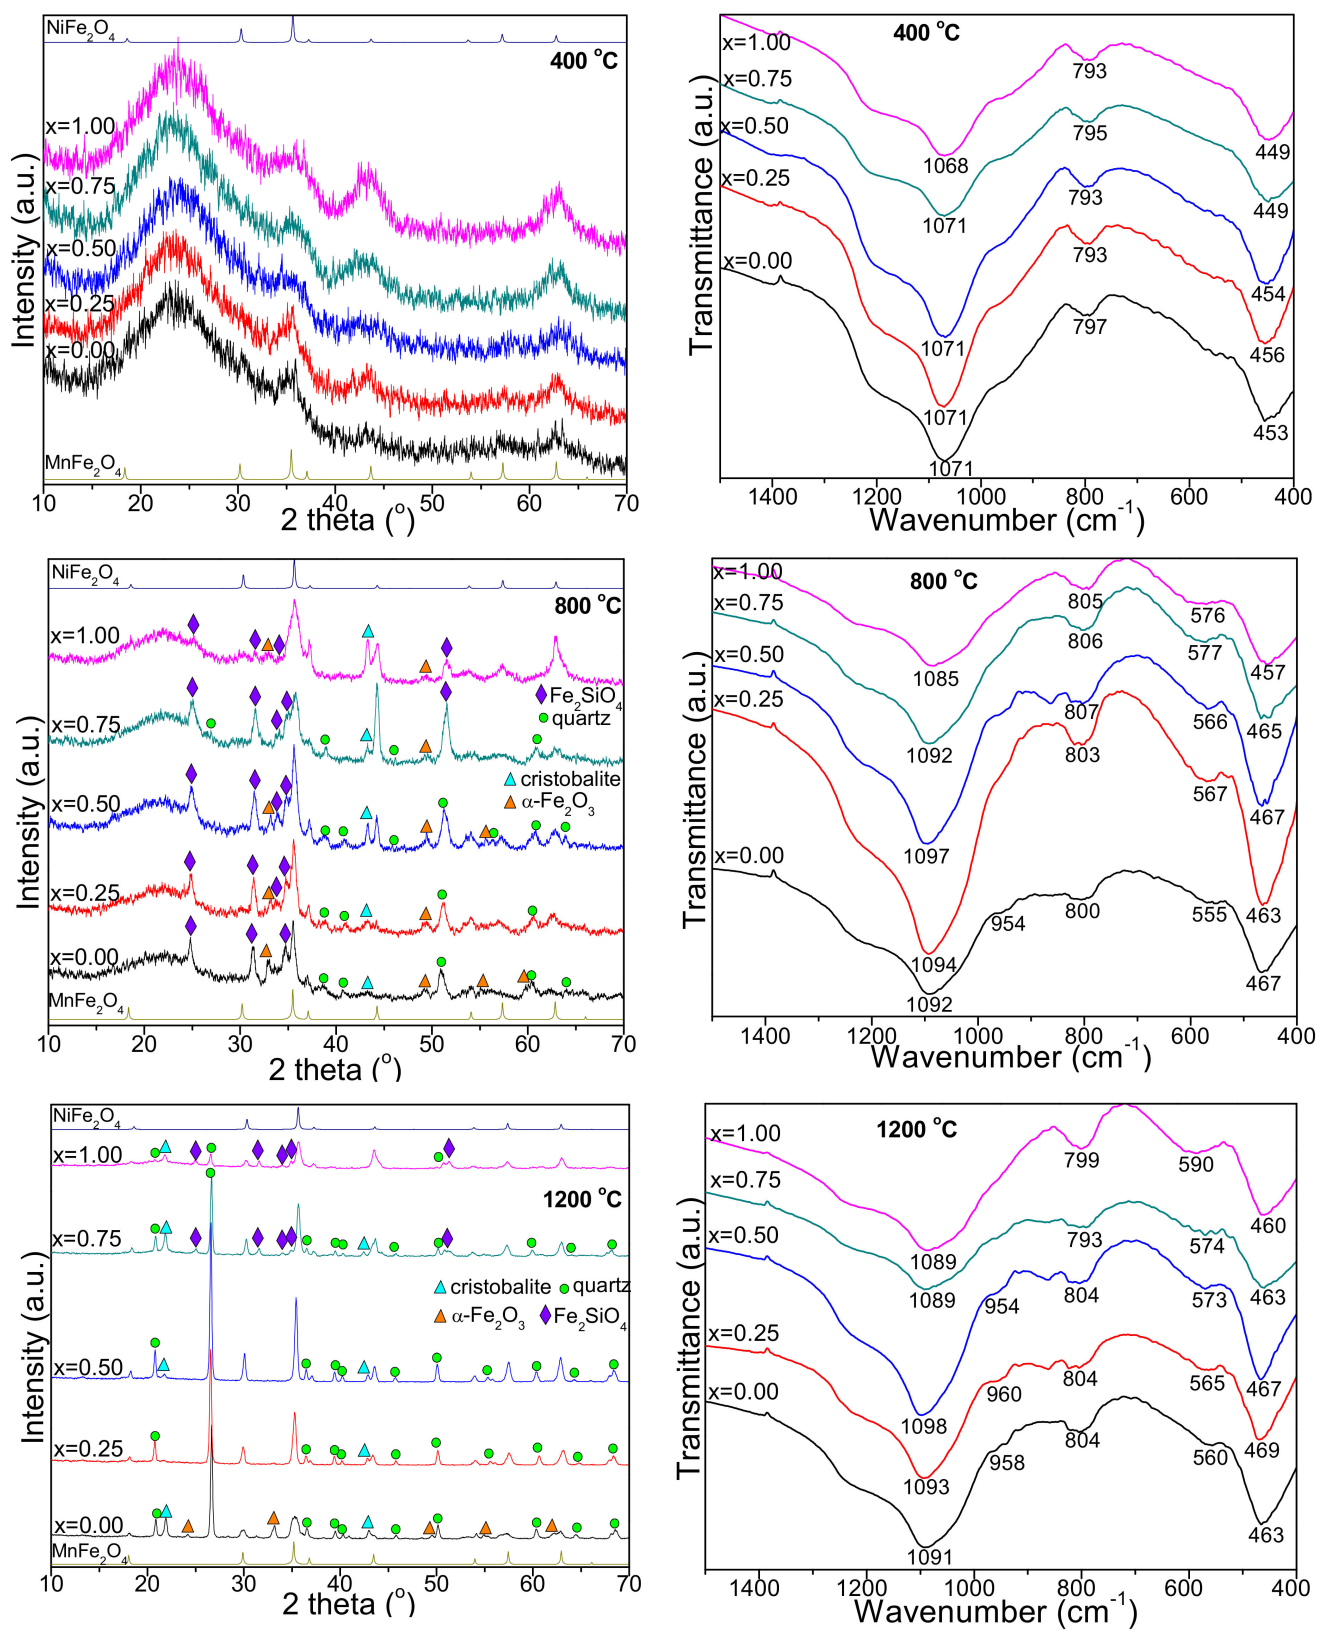 NiFe2O4
400 °C
x=1.00
x=0.75
x=0.50
x=0.25
x=0.00
MnFe2O4
Intensity (a.u.)
10 20 30 40 50 60 70
2 theta (°)
400 °C
x=1.00
793
x=0.75
795
x=0.50
1068
449
793
x=0.25
1071
449
793
x=0.00
454
797
1071
456
1071
453
1071
Transmittance (a.u.)
1400 1200 1000 800 600 400
Wavenumber (cm-1)
NiFe2O4
800 °C
x=1.00
Fe2SiO4
quartz
x=0.75
cristobalite
α-Fe2O3
x=0.50
x=0.25
x=0.00
MnFe2O4
Intensity (a.u.)
10 20 30 40 50 60 70
2 theta (°)
x=1.00
800 °C
x=0.75
805
576
806
577
x=0.50
1085
457
x=0.25
807
566
465
1092
803
567
467
x=0.00
1097
954
800
555
463
1094
467
1092
Transmittance (a.u.)
1400 1200 1000 800 600 400
Wavenumber (cm-1)
NiFe2O4
x=1.00
1200 °C
x=0.75
cristobalite quartz
α-Fe2O3 Fe2SiO4
x=0.50
x=0.25
x=0.00
MnFe2O4
Intensity (a.u.)
10 20 30 40 50 60 70
2 theta (°)
1200 °C
x=1.00
799
590
x=0.75
460
x=0.50
793
574
1089
1089
463
954
804
573
x=0.25
804
565
467
960
x=0.00
1098
469
958
804
560
1093
463
1091
Transmittance (a.u.)
1400 1200 1000 800 600 400
Wavenumber (cm-1)